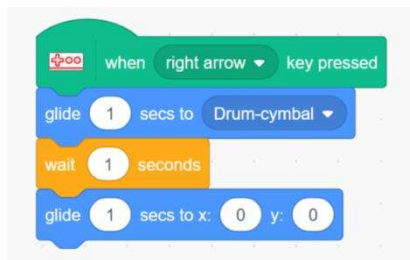 when right arrow key pressed
glide 1 secs to Drum-cymbal
wait 1 seconds
glide 1 secs to x: 0 y: 0